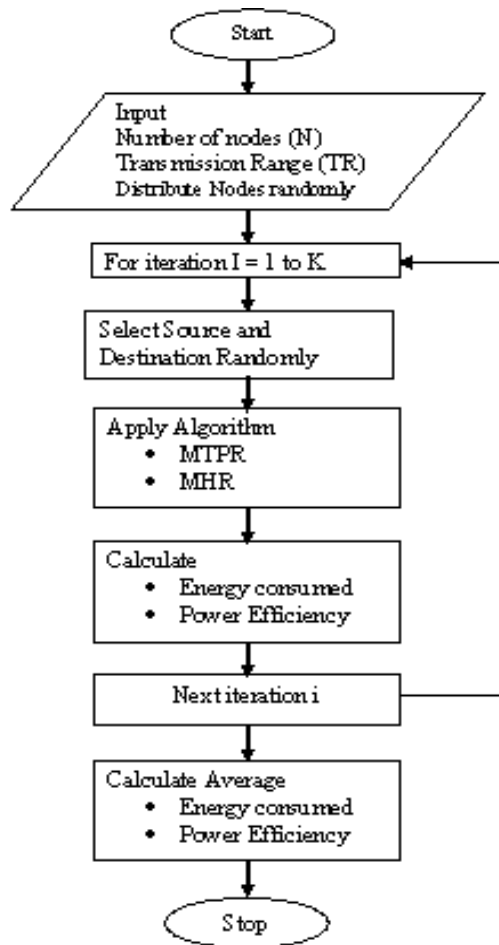 Start
Input
Number of nodes (N)
Transmission Range (TR)
Distribute Nodes randomly
For iteration I = 1 to K
Select Source and
Destination Randomly
Apply Algorithm
• MTPR
• MHR
Calculate
• Energy consumed
• Power Efficiency
Next iteration i
Calculate Average
• Energy consumed
• Power Efficiency
Stop